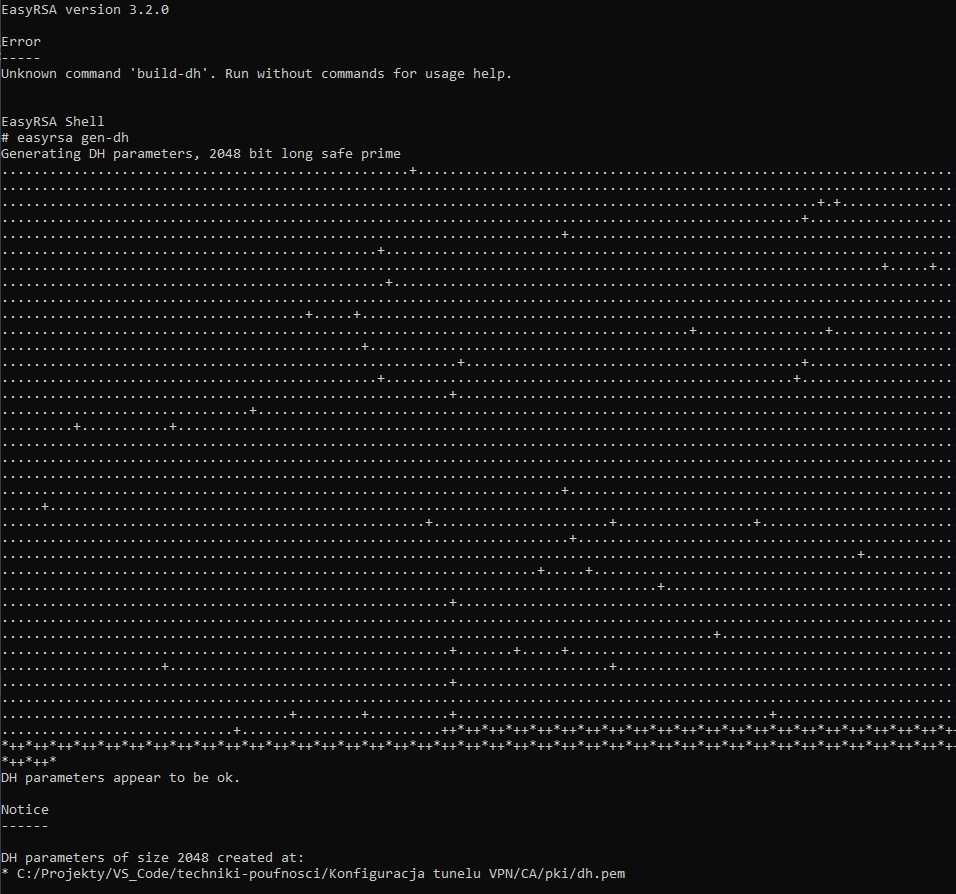 EasyRSA version 3.2.0
Error
-----
Unknown command 'build-dh'. Run without commands for usage help.
EasyRSA Shell
# easyrsa gen-dh
Generating DH parameters, 2048 bit long safe prime
DH parameters appear to be ok.
Notice
------
DH parameters of size 2048 created at:
* C:/Projekty/VS_Code/techniki-poufnosci/Konfiguracja tunelu VPN/CA/pki/dh.pem